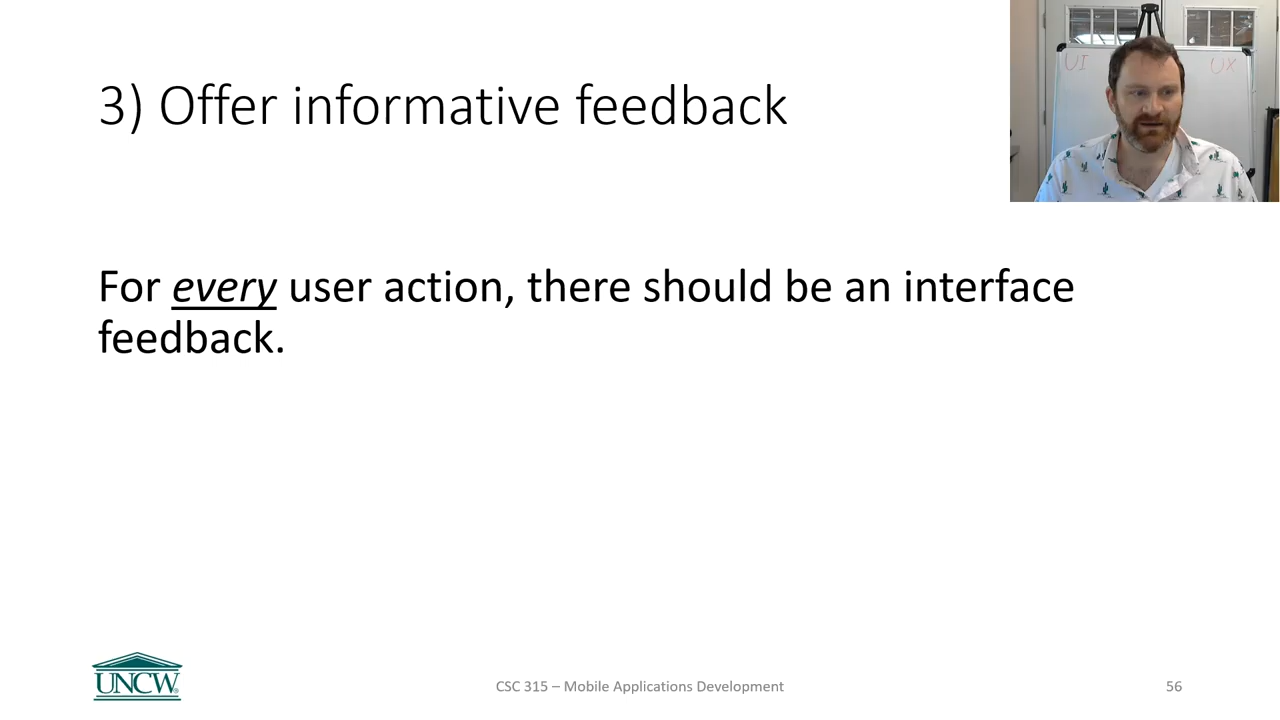 3) Offer informative feedback
UI
UX
For every user action, there should be an interface
feedback.
UNCW
CSC 315 – Mobile Applications Development
56